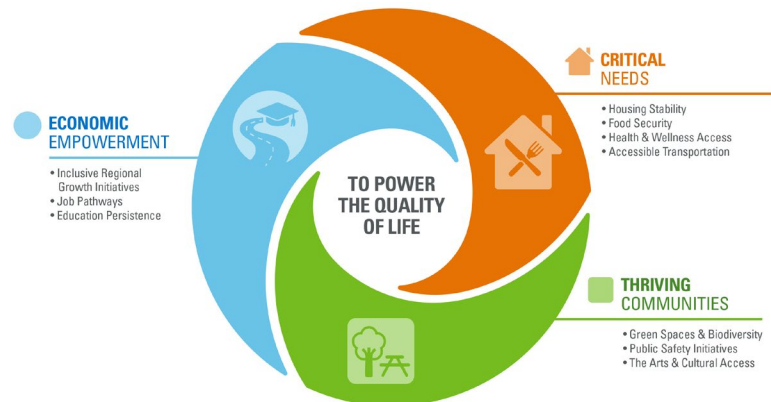 ECONOMIC
EMPOWERMENT
• Inclusive Regional
Growth Initiatives
• Job Pathways
• Education Persistence
TO POWER
THE QUALITY
OF LIFE
CRITICAL
NEEDS
• Housing Stability
• Food Security
• Health & Wellness Access
• Accessible Transportation
THRIVING
COMMUNITIES
• Green Spaces & Biodiversity
• Public Safety Initiatives
• The Arts & Cultural Access